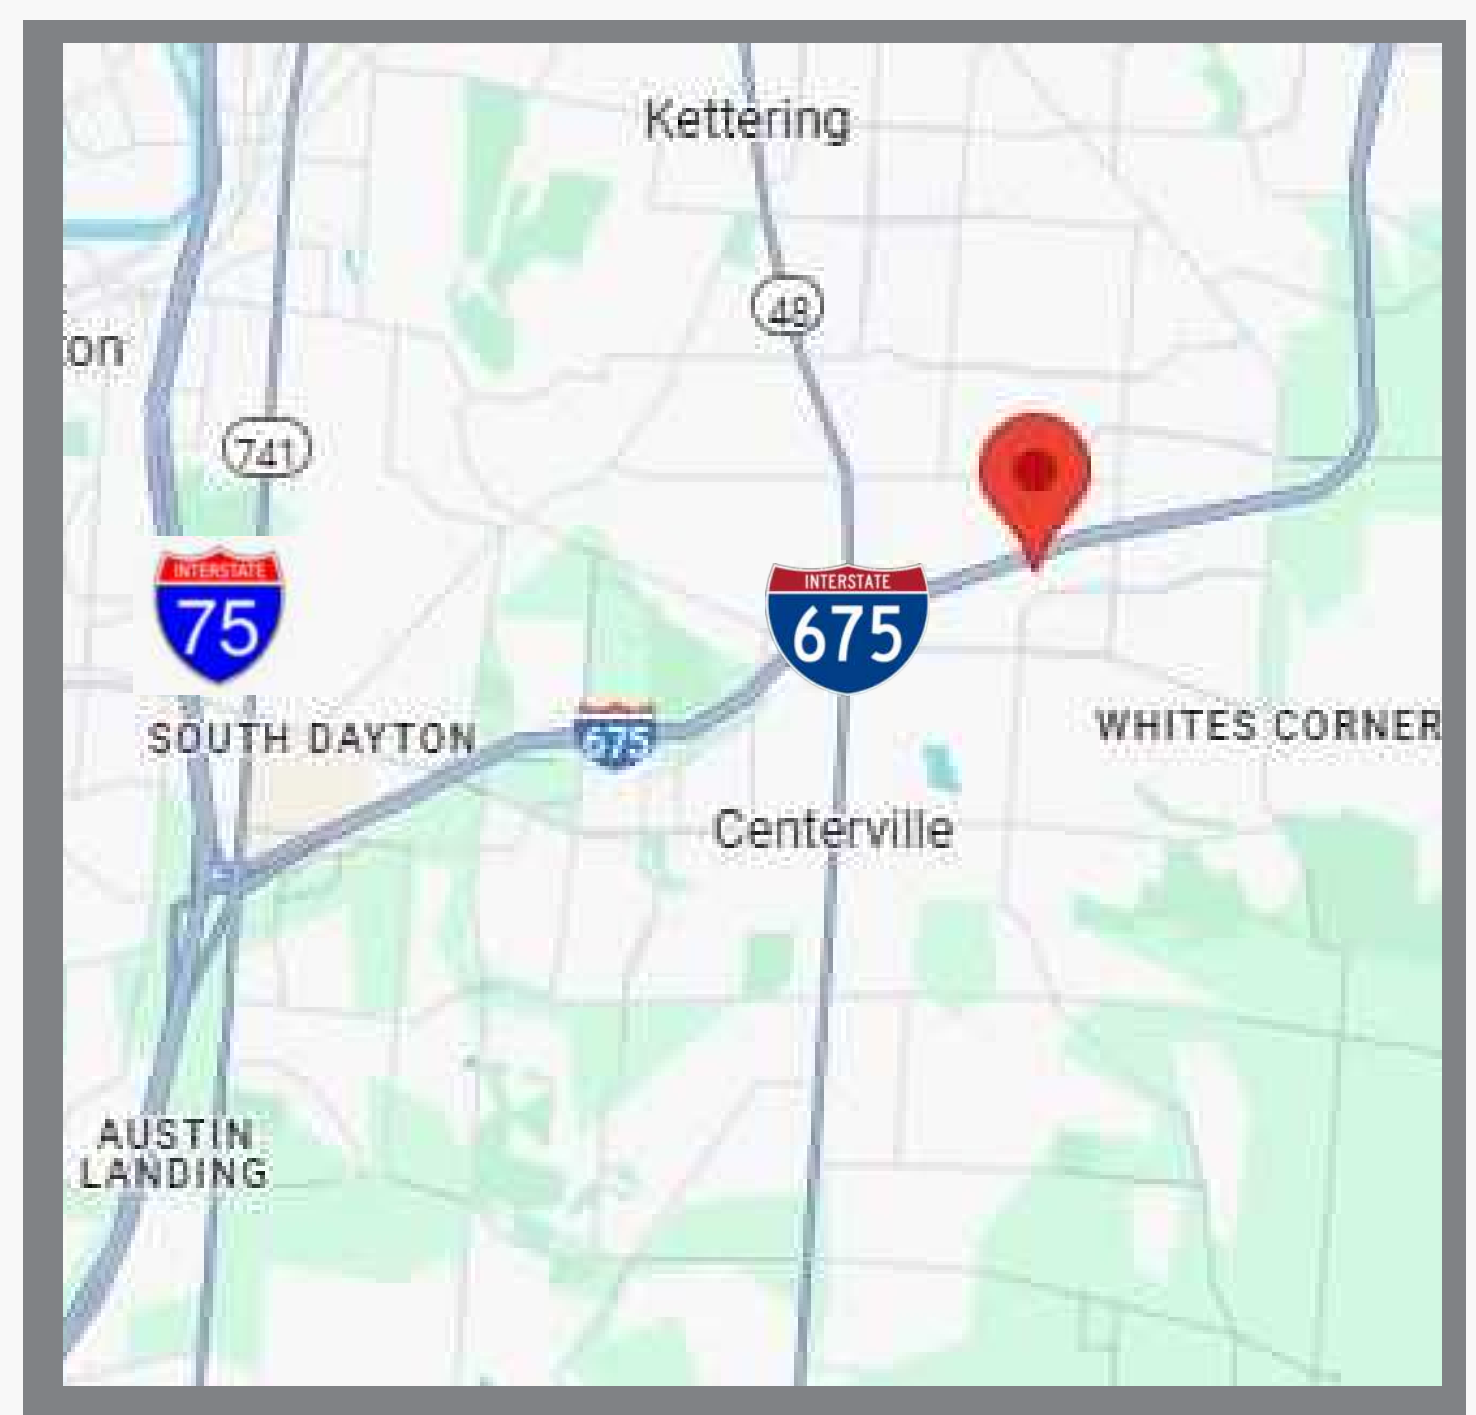 Kettering
48
on
741
INTERSTATE
75
INTERSTATE
675
SOUTH DAYTON
675
WHITES CORNER
Centerville
AUSTIN
LANDING